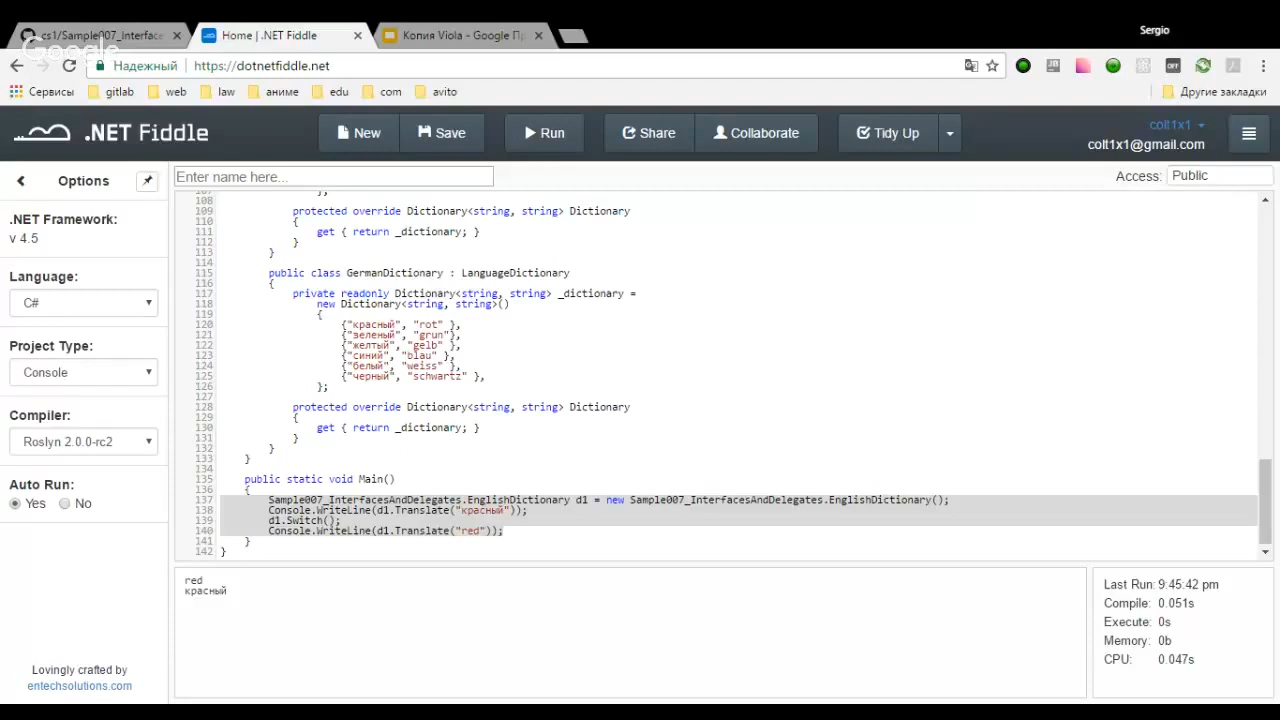 Sergio
cs1/Sample007_Interface
Home | .NET Fiddle
Копия Viola - Google Пр
Google
Надежный
https://dotnetfiddle.net
Сервисы
gitlab
web
law
аниме
edu
com
avito
Другие закладки
.NET Fiddle
New
Save
Run
Share
Collaborate
Tidy Up
colt1x1
colt1x1@gmail.com
Options
Enter name here...
Access:
Public
.NET Framework:
v 4.5
Language:
C#
Project Type:
Console
Compiler:
Roslyn 2.0.0-rc2
Auto Run:
Yes
No
Lovingly crafted by
entechsolutions.com
107 };
108
109 protected override Dictionary<string, string> Dictionary
110 {
111 get { return _dictionary; }
112 }
113 }
114
115 public class GermanDictionary : LanguageDictionary
116 {
117 private readonly Dictionary<string, string> _dictionary =
118 new Dictionary<string, string>()
119 {
120 {"красный", "rot" },
121 {"зеленый", "grun"},
122 {"желтый", "gelb" },
123 {"синий", "blau" },
124 {"белый", "weiss" },
125 {"черный", "schwartz" },
126 };
127
128 protected override Dictionary<string, string> Dictionary
129 {
130 get { return _dictionary; }
131 }
132 }
133 }
134
135 public static void Main()
136 {
137 Sample007_InterfacesAndDelegates.EnglishDictionary d1 = new Sample007_InterfacesAndDelegates.EnglishDictionary();
138 Console.WriteLine(d1.Translate("красный"));
139 d1.Switch();
140 Console.WriteLine(d1.Translate("red"));
141 }
142 }
red
красный
Last Run: 9:45:42 pm
Compile: 0.051s
Execute: 0s
Memory: 0b
CPU: 0.047s